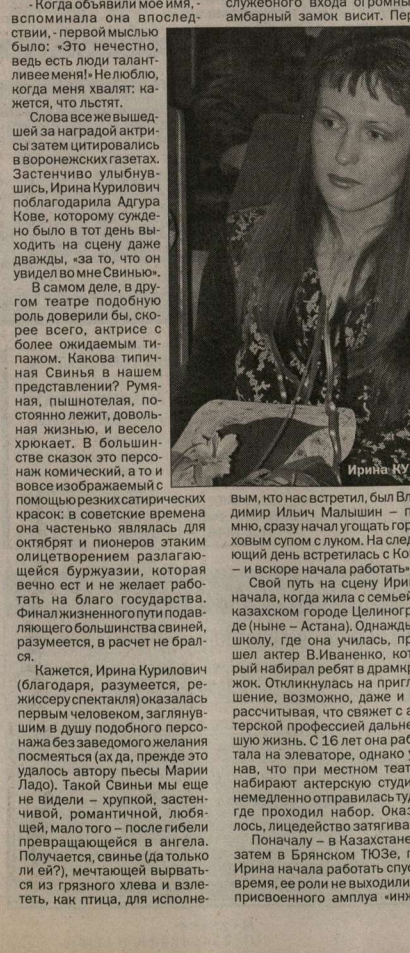 - Когда объявили мое имя, -
вспоминала она впослед-
ствии, - первой мыслью
было: «Это нечестно,
ведь есть люди талант-
ливее меня!» Не люблю,
когда меня хвалят: ка-
жется, что льстят.
Слова все же вышед-
шей за наградой актри-
сы затем цитировались
в воронежских газетах.
Застенчиво улыбнув-
шись, Ирина Курилович
поблагодарила Адгура
Кове, которому сужде-
но было в тот день вы-
ходить на сцену даже
дважды, «за то, что он
увидел во мне Свинью».
В самом деле, в дру-
гом театре подобную
роль доверили бы, ско-
рее всего, актрисе с
более ожидаемым ти-
пажом. Какова типич-
ная Свинья в нашем
представлении? Румя-
ная, пышнотелая, по-
стоянно лежит, доволь-
ная жизнью, и весело
хрюкает. В большин-
стве сказок это персо-
наж комический, а то и
вовсе изображаемый с
помощью резких сатирических
красок: в советские времена
она частенько являлась для
октябрят и пионеров этаким
олицетворением разлагаю-
щейся буржуазии, которая
вечно ест и не желает рабо-
тать на благо государства.
Финал жизненного пути подав-
ляющего большинства свиней,
разумеется, в расчет не брал-
ся.
Кажется, Ирина Курилович
(благодаря, разумеется, ре-
жиссеру спектакля) оказалась
первым человеком, заглянув-
шим в душу подобного персо-
нажа без заведомого желания
посмеяться (ах да, прежде это
удалось автору пьесы Марии
Ладо). Такой Свиньи мы еще
не видели – хрупкой, застен-
чивой, романтичной, любя-
щей, мало того – после гибели
превращающейся в ангела.
Получается, свинье (да только
ли ей?), мечтающей вырвать-
ся из грязного хлева и взле-
теть, как птица, для исполне-
служебного входа огромный
амбарный замок висит. Пер
Ирина КУ
вым, кто нас встретил, был Вл
димир Ильич Малышин – п
мню, сразу начал угощать гор
ховым супом с луком. На след
ющий день встретилась с Ко
– и вскоре начала работать»
Свой путь на сцену Ири
начала, когда жила с семьей
казахском городе Целиногр
де (ныне – Астана). Однажды
школу, где она училась, пр
шел актер В.Иваненко, кот
рый набирал ребят в драмкр
жок. Откликнулась на пригл
шение, возможно, даже и
рассчитывая, что свяжет с а
терской профессией дальне
шую жизнь. С 16 лет она раб
тала на элеваторе, однако у
нав, что при местном теат
набирают актерскую студи
немедленно отправилась туд
где проходил набор. Оказ
лось, лицедейство затягива
Поначалу – в Казахстане
затем в Брянском ТЮЗе, г
Ирина начала работать спус
время, ее роли не выходили
присвоенного амплуа «инж